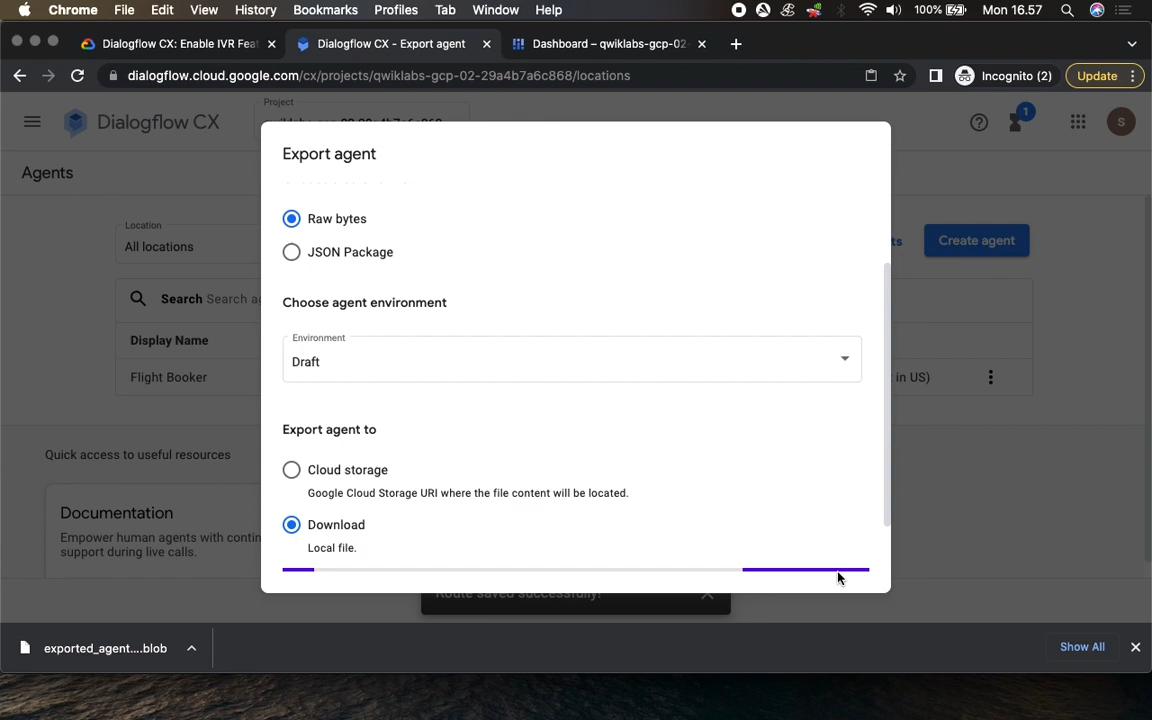 Chrome File Edit View History Bookmarks Profiles Tab Window Help 100% Mon 16.57
Dialogflow CX: Enable IVR Fea
Dialogflow CX - Export agent
Dashboard – qwiklabs-gcp-02-
dialogflow.cloud.google.com/cx/projects/qwiklabs-gcp-02-29a4b7a6c868/locations
Incognito (2)
Update
Dialogflow CX
Project
1
S
Agents
Export agent
Location
All locations
ts
Create agent
Raw bytes
JSON Package
Search Search a
Choose agent environment
Display Name
Environment
Draft
Flight Booker
in US)
Export agent to
Quick access to useful resources
Cloud storage
Google Cloud Storage URI where the file content will be located.
Documentation
Empower human agents with contin
support during live calls.
Download
Local file.
Route saved successfully!
exported_agent....blob
Show All